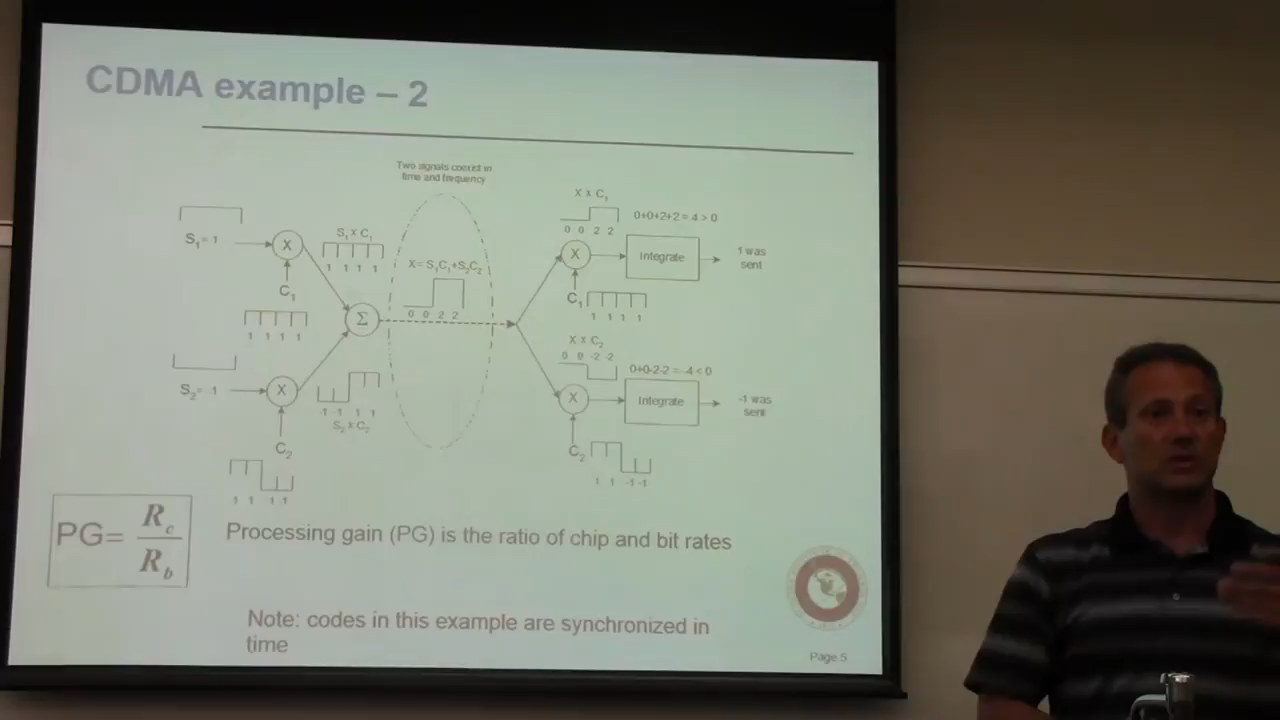 CDMA example – 2
Two signals coexist in
time and frequency
S1= 1
X
C1
1 1 1 1
S1 x C1
1 1 1 1
Σ
X= S1C1+S2C2
0 0 2 2
S2= -1
X
C2
1 1 -1 -1
-1 -1 1 1
S2 x C2
X x C1
0 0 2 2
0+0+2+2 = 4 > 0
X
Integrate
1 was
sent
C1
1 1 1 1
X x C2
0 0 -2 -2
0+0-2-2 = -4 < 0
X
Integrate
-1 was
sent
C2
1 1 -1 -1
PG= Rc
Rb
Processing gain (PG) is the ratio of chip and bit rates
Note: codes in this example are synchronized in
time
Page 5